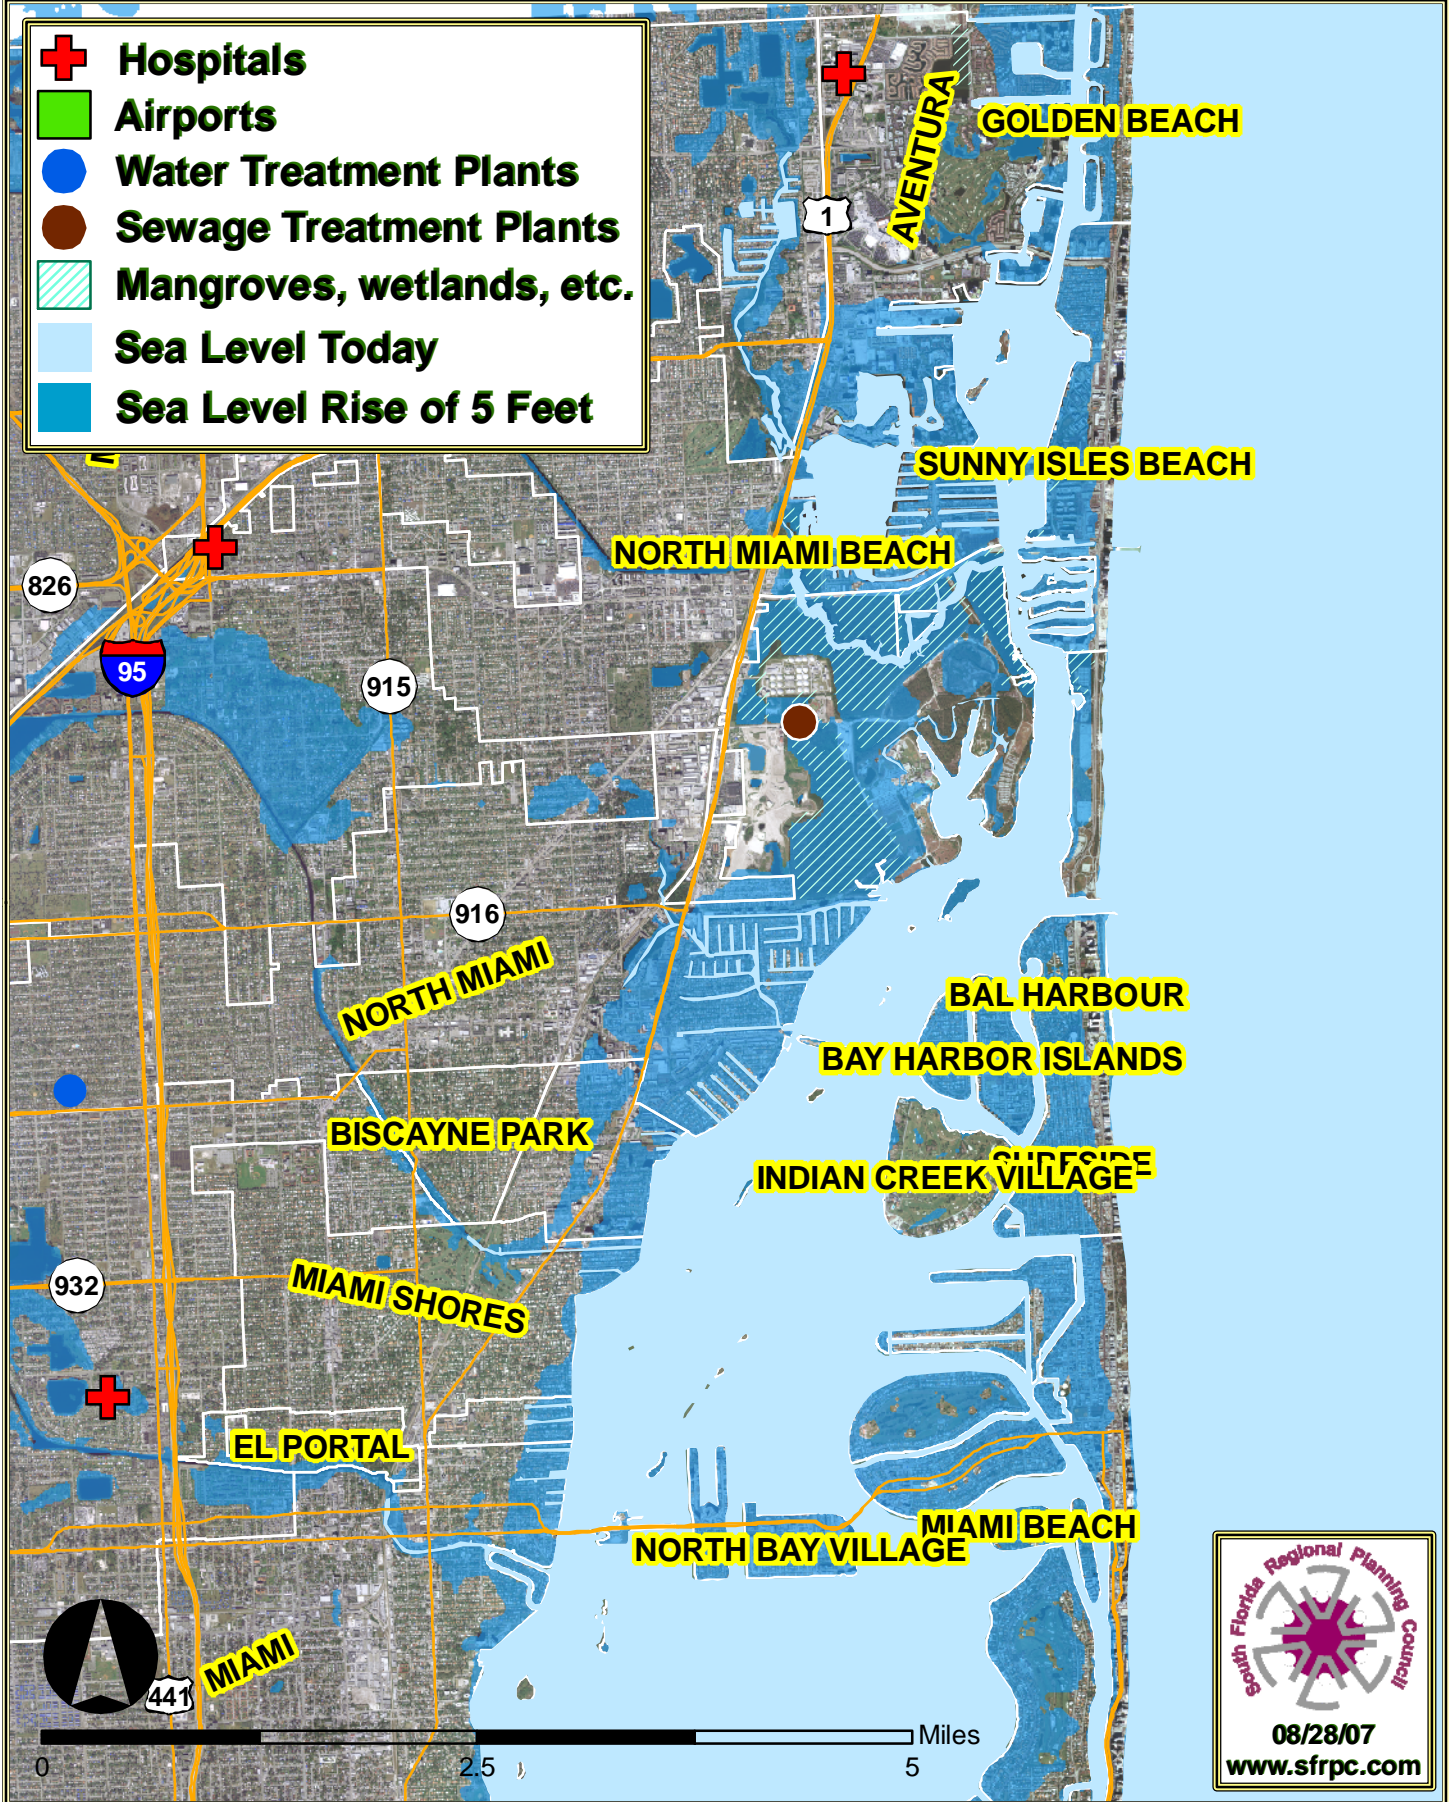 Hospitals
Airports
Water Treatment Plants
Sewage Treatment Plants
Mangroves, wetlands, etc.
Sea Level Today
Sea Level Rise of 5 Feet
GOLDEN BEACH
AVENTURA
1
SUNNY ISLES BEACH
NORTH MIAMI BEACH
826
95
915
916
NORTH MIAMI
BAL HARBOUR
BAY HARBOR ISLANDS
BISCAYNE PARK
SURFSIDE
INDIAN CREEK VILLAGE
932
MIAMI SHORES
EL PORTAL
MIAMI BEACH
NORTH BAY VILLAGE
MIAMI
441
Miles
0 2.5 5
South Florida Regional Planning Council
08/28/07
www.sfrpc.com